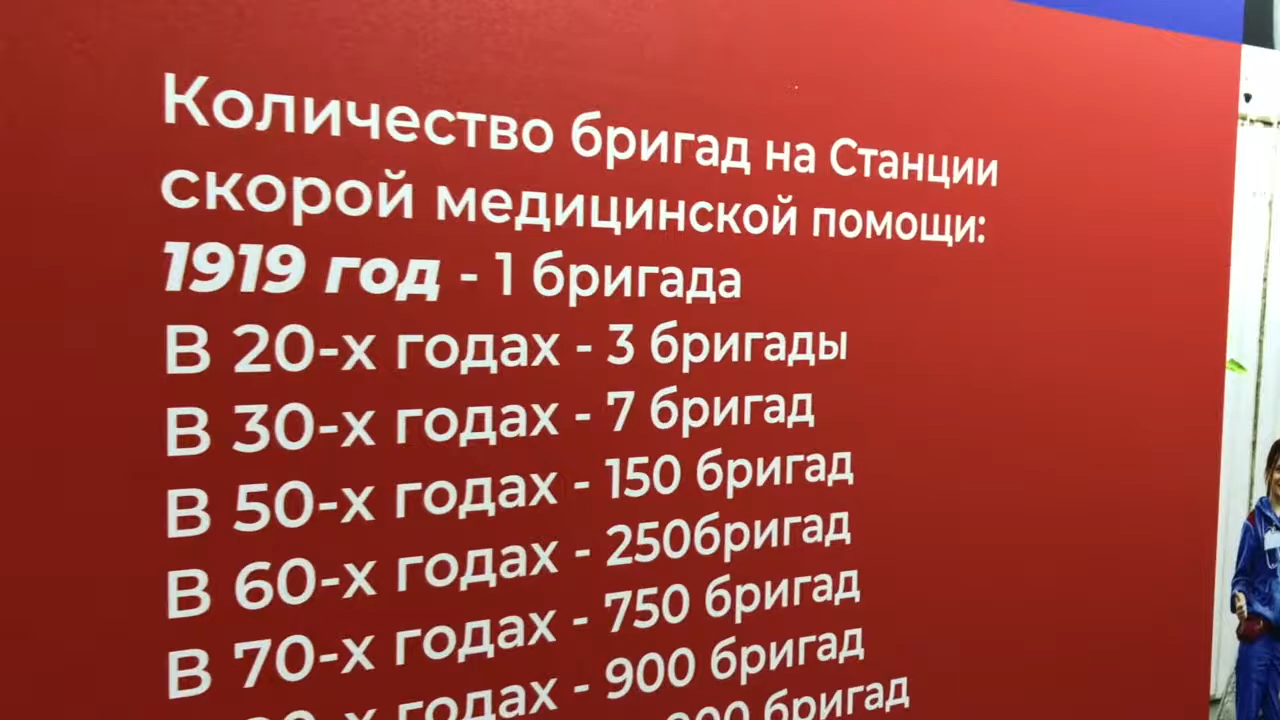 Количество бригад на Станции
скорой медицинской помощи:
1919 год - 1 бригада
В 20-х годах - 3 бригады
В 30-х годах - 7 бригад
В 50-х годах - 150 бригад
В 60-х годах - 250бригад
В 70-х годах - 750 бригад
годах - 900 бригад
бригад